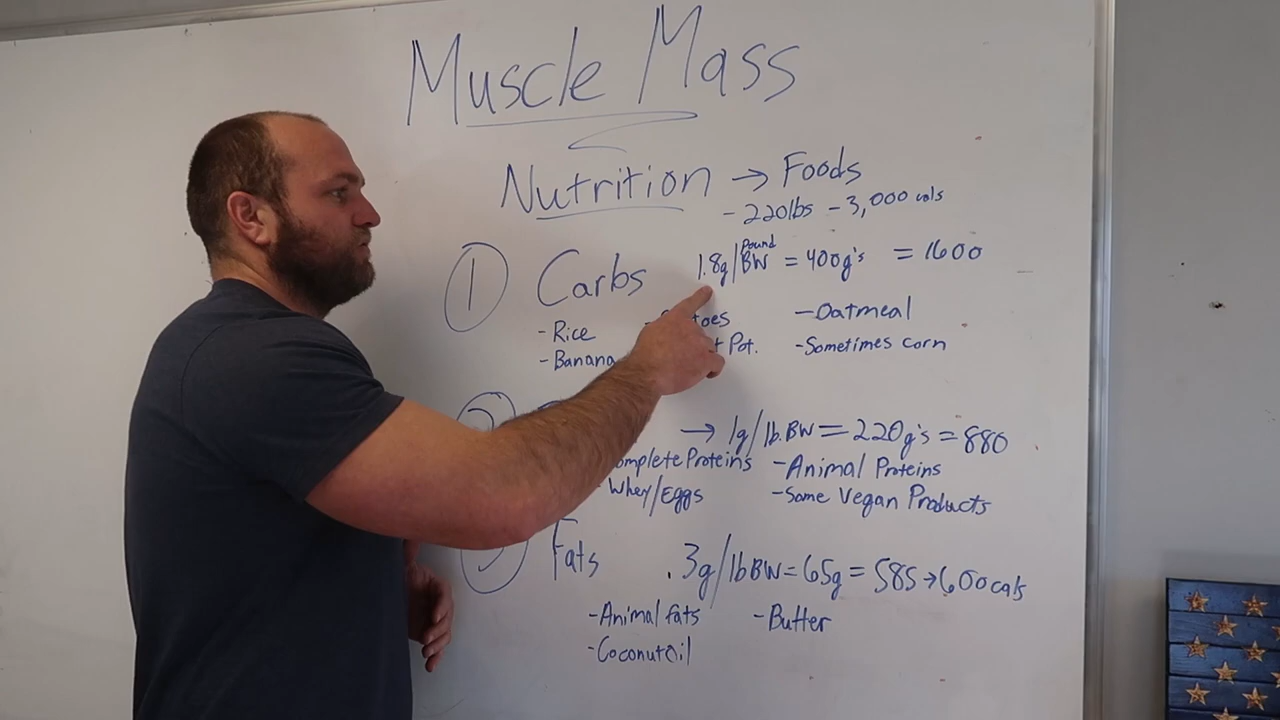 Muscle Mass
Nutrition → Foods
- 220lbs - 3,000 cals
① Carbs 1.8g/Pound BW = 400g's = 1600
- Rice - Oatmeal
- Banana Pot. - Sometimes corn
→ 1g/lb.BW = 220g's = 880
Proteins - Animal Proteins
- Whey/Eggs - Some Vegan Products
Fats .3g/lbBW = 65g = 585→600cals
- Animal fats - Butter
- Coconut Oil